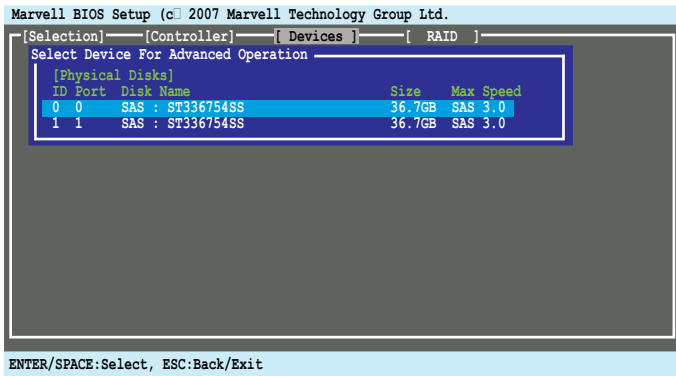 Marvell BIOS Setup (c 2007 Marvell Technology Group Ltd.
[Selection] [Controller] [ Devices ] [ RAID ]
Select Device For Advanced Operation
[Physical Disks]
ID Port Disk Name Size Max Speed
0 0 SAS : ST336754SS 36.7GB SAS 3.0
1 1 SAS : ST336754SS 36.7GB SAS 3.0
ENTER/SPACE:Select, ESC:Back/Exit